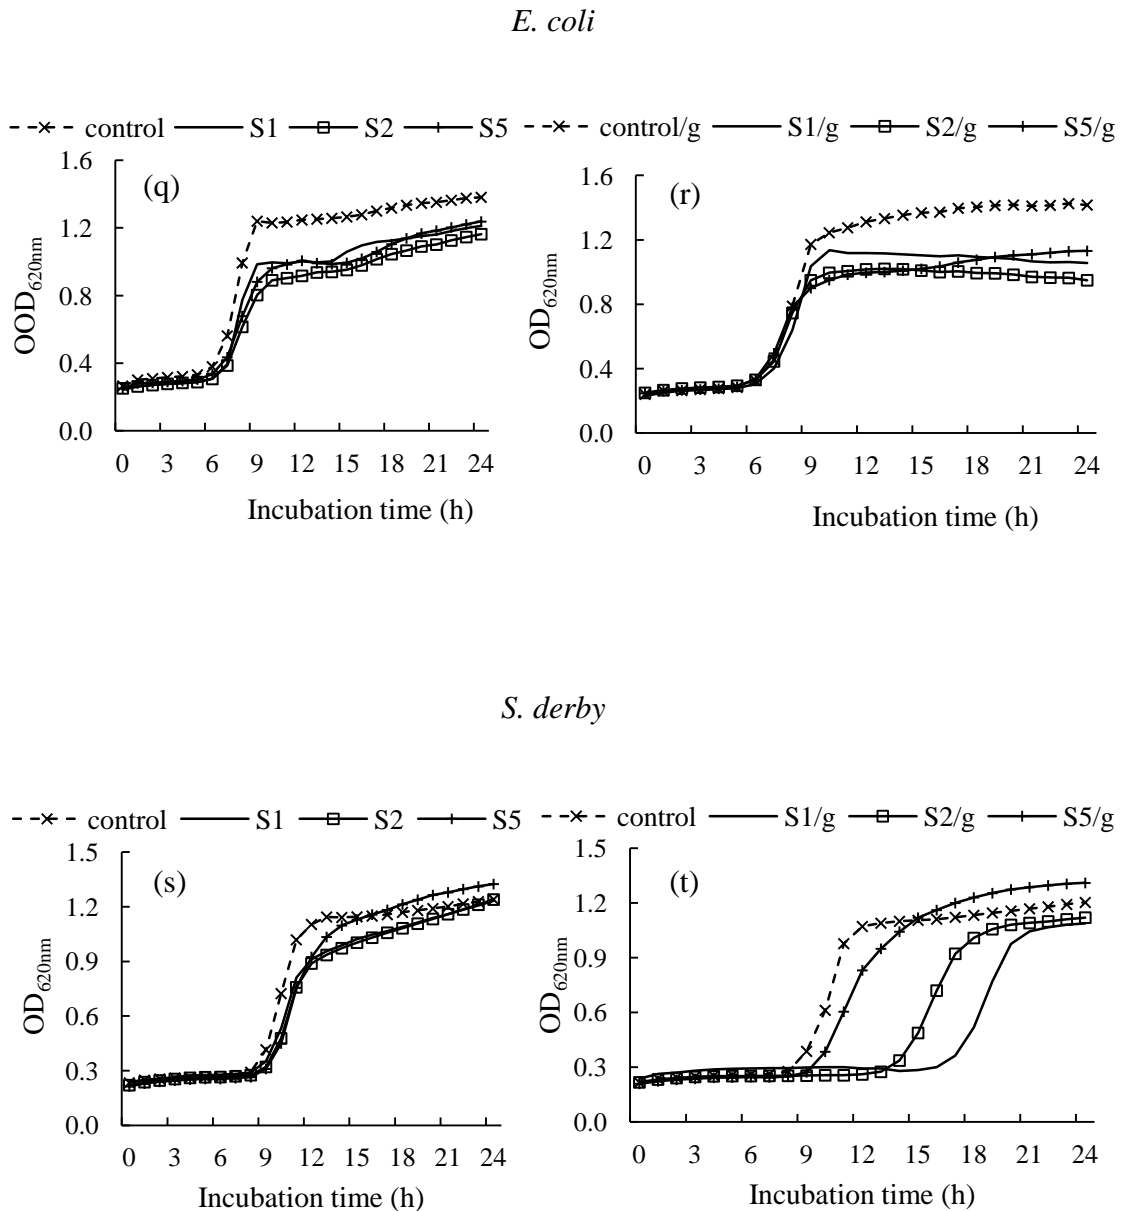 E. coli
control S1 S2 S5
control/g S1/g S2/g S5/g
(q)
1.6
1.2
0.8
0.4
0.0
OOD620nm
0 3 6 9 12 15 18 21 24
Incubation time (h)
(r)
1.6
1.2
0.8
0.4
0.0
OD620nm
0 3 6 9 12 15 18 21 24
Incubation time (h)
S. derby
control S1 S2 S5
control S1/g S2/g S5/g
(s)
1.5
1.2
0.9
0.6
0.3
0.0
OD620nm
0 3 6 9 12 15 18 21 24
Incubation time (h)
(t)
1.5
1.2
0.9
0.6
0.3
0.0
OD620nm
0 3 6 9 12 15 18 21 24
Incubation time (h)